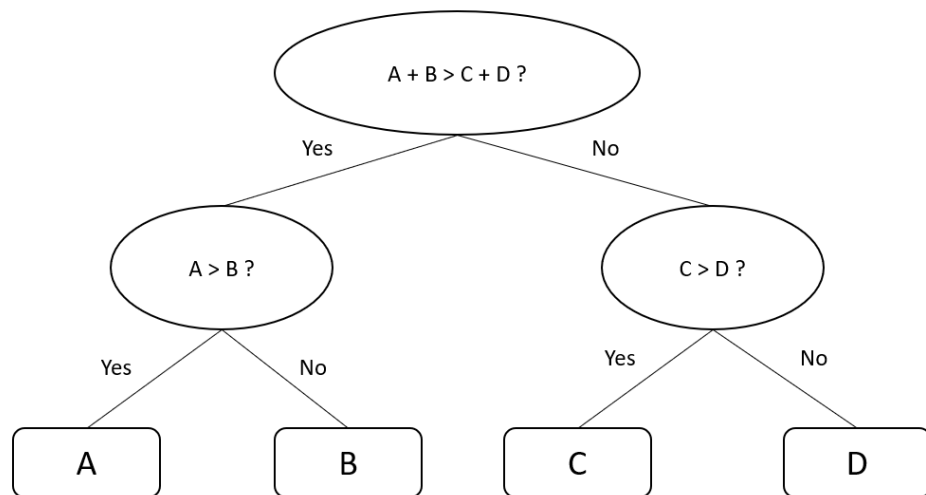 A + B > C + D ?
Yes
No
A > B ?
C > D ?
Yes
No
Yes
No
A
B
C
D